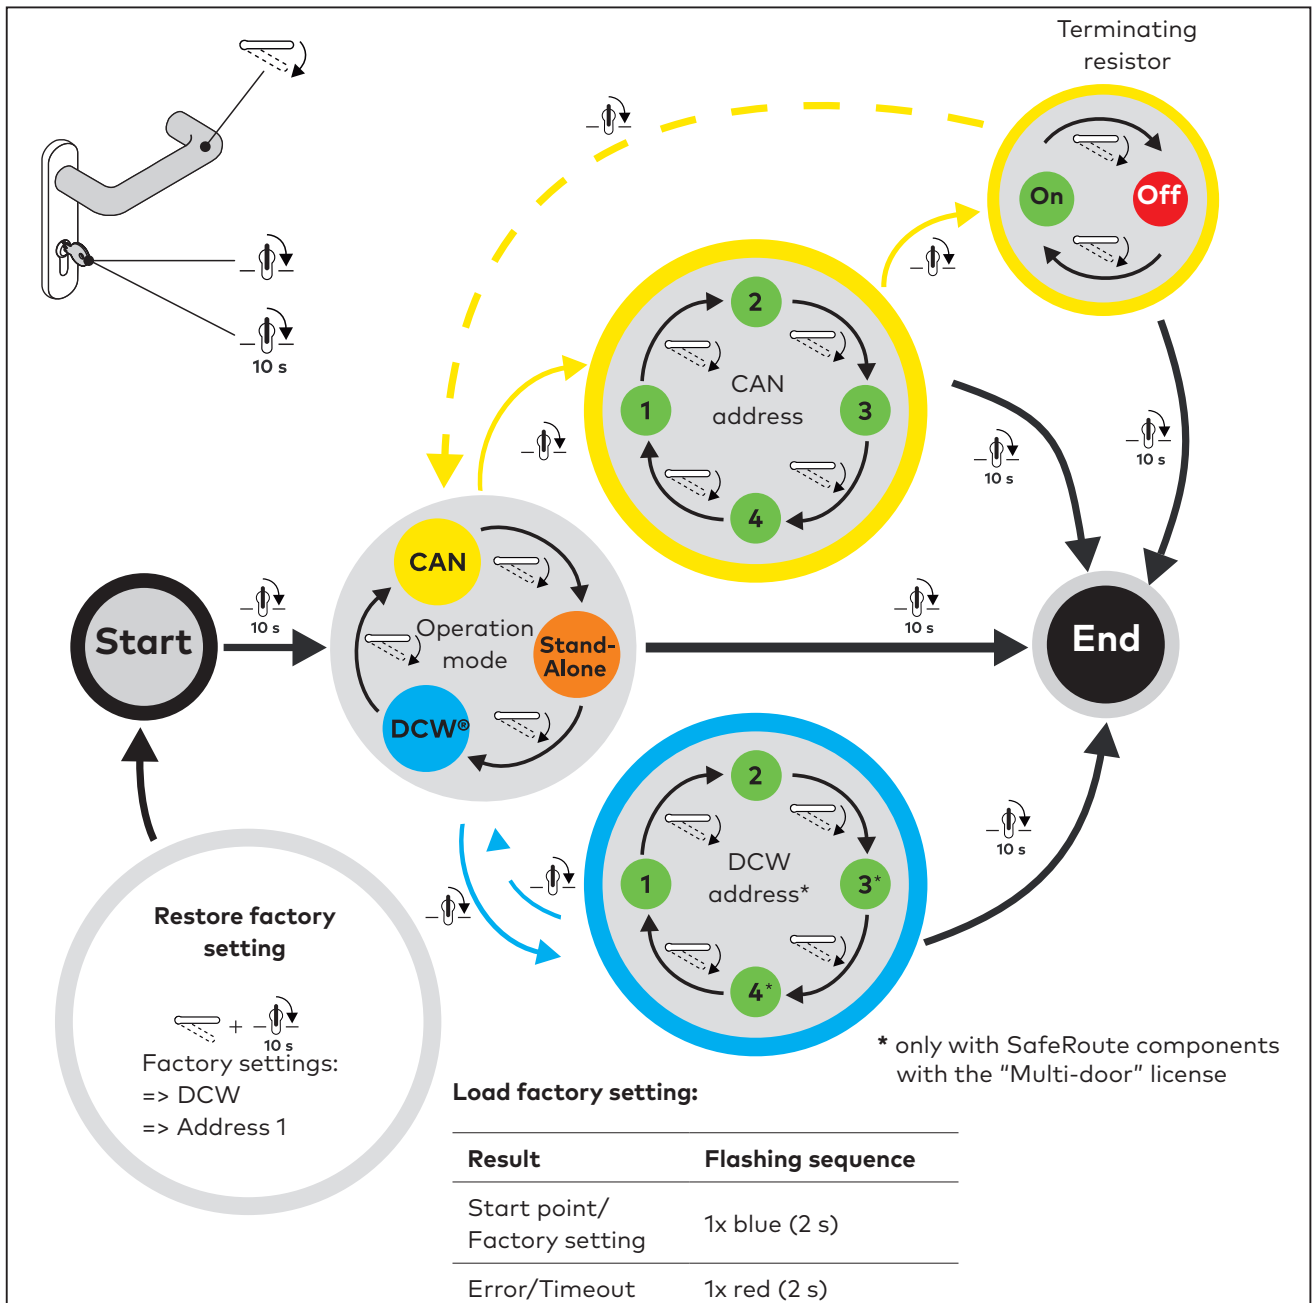 Terminating
resistor
On
Off
10 s
2
CAN
address
1
3
4
10 s
10 s
Start
10 s
CAN
Operation
mode
Stand-
Alone
DCW®
10 s
End
2
DCW
address*
1
3*
4*
10 s
Restore factory
setting
+
10 s
Factory settings:
=> DCW
=> Address 1
* only with SafeRoute components
with the “Multi-door” license
Load factory setting:
Result Flashing sequence
Start point/
Factory setting
1x blue (2 s)
Error/Timeout 1x red (2 s)